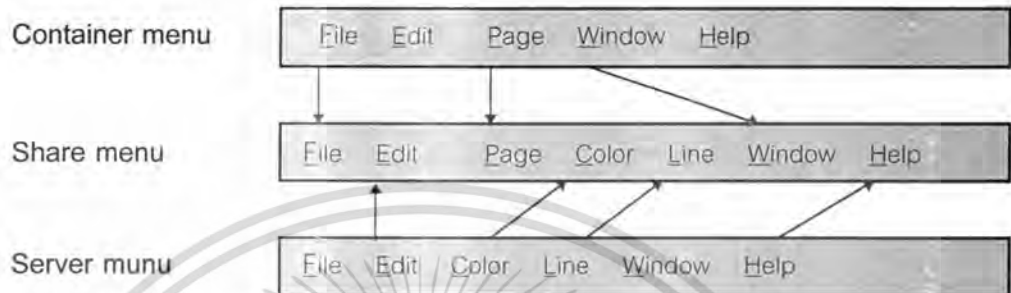 Container menu File Edit Page Window Help
Share menu File Edit Page Color Line Window Help
Server munu File Edit Color Line Window Help